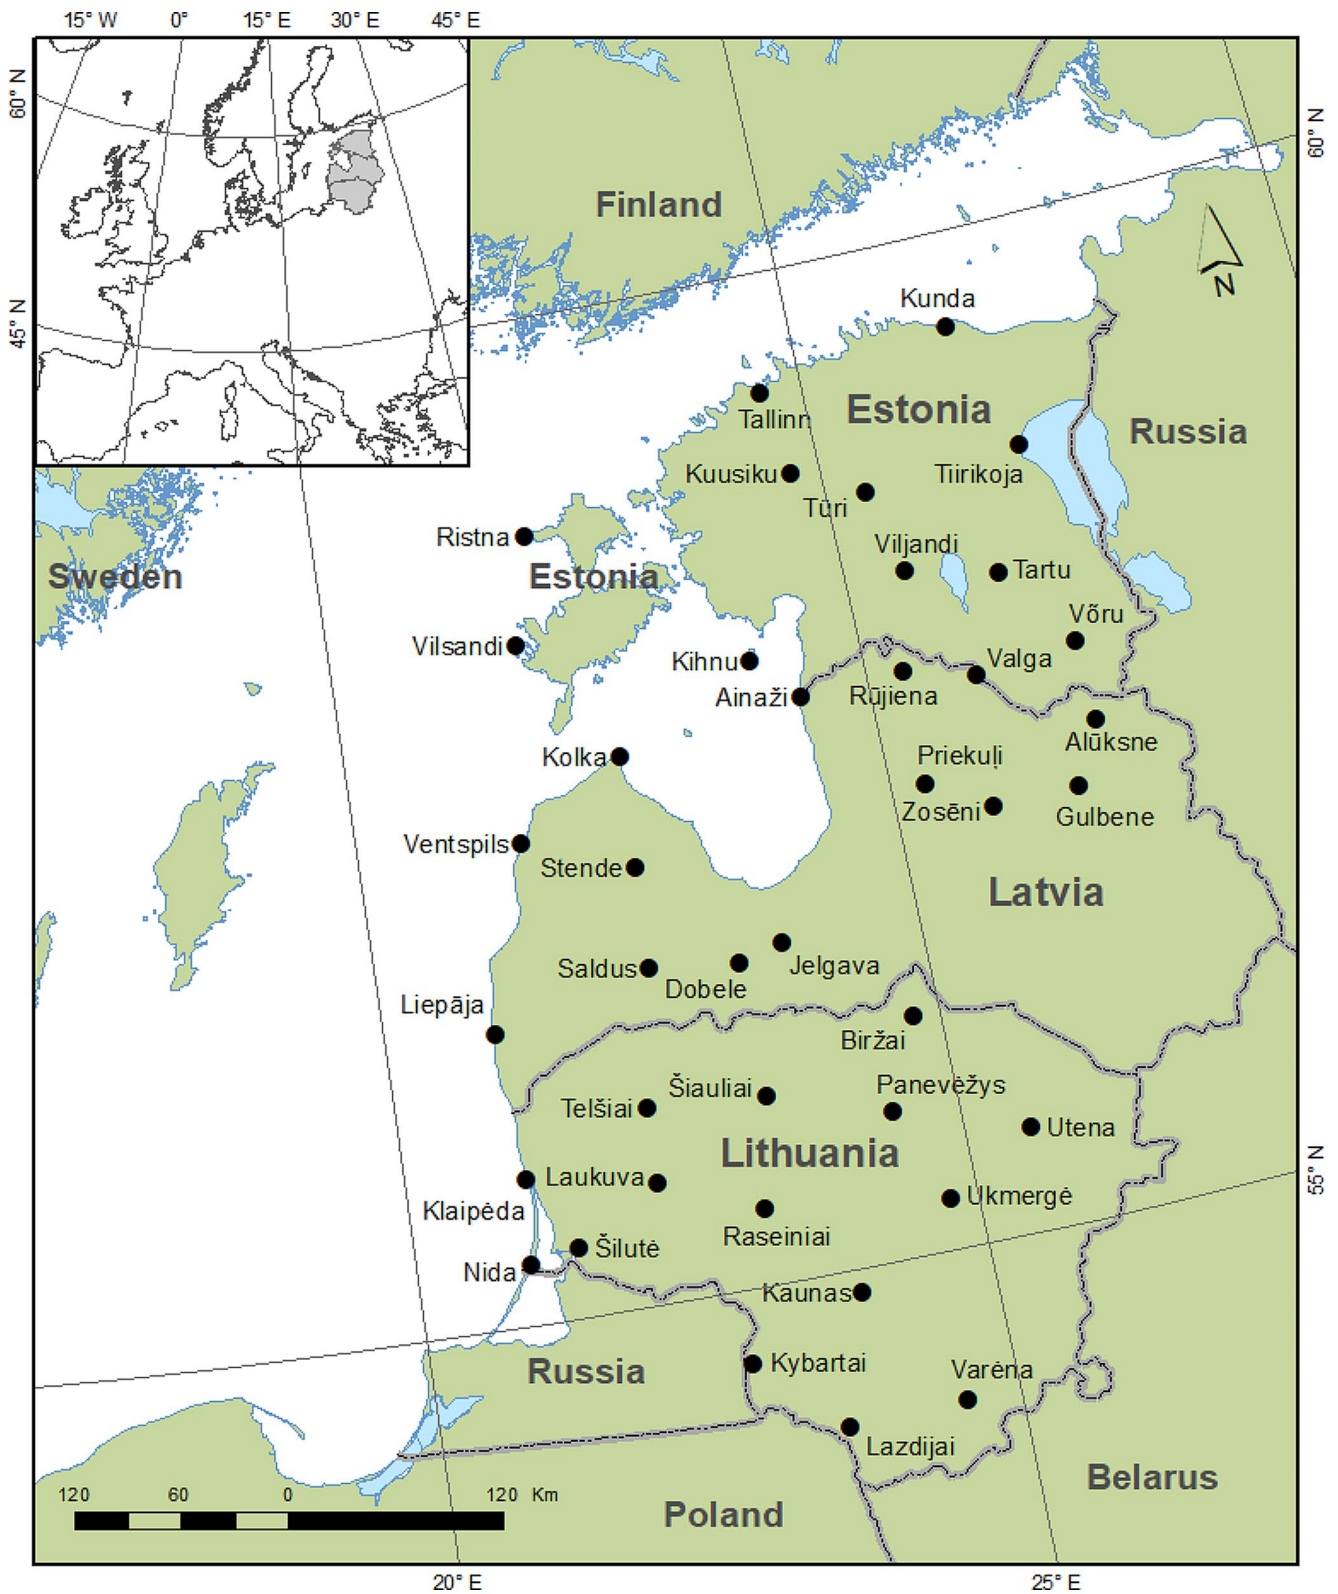 15° W 0° 15° E 30° E 45° E
60° N
45° N
60° N
55° N
Finland
N
Kunda
Tallinn
Estonia
Russia
Kuusiku
Tiirikoja
Türi
Ristna
Viljandi
Sweden
Estonia
Tartu
Võru
Vilsandi
Kihnu
Valga
Ainaži
Rūjiena
Alūksne
Kolka
Priekuļi
Zosēni
Gulbene
Ventspils
Stende
Latvia
Saldus
Jelgava
Dobele
Liepāja
Biržai
Šiauliai
Panevėžys
Telšiai
Utena
Lithuania
Laukuva
Ukmergė
Klaipėda
Raseiniai
Šilutė
Nida
Kaunas
Russia
Kybartai
Varėna
Lazdijai
Belarus
120 60 0 120 Km
Poland
20° E 25° E